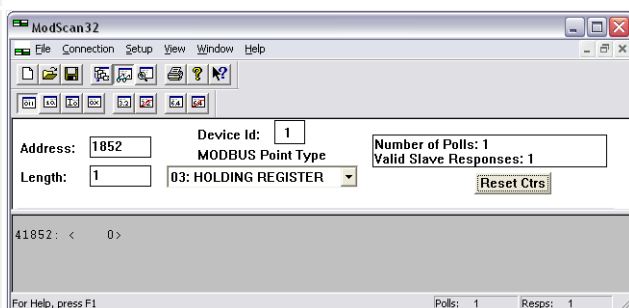 ModScan32
File Connection Setup View Window Help
Address: 1852
Device Id: 1
MODBUS Point Type
Length: 1
03: HOLDING REGISTER
Number of Polls: 1
Valid Slave Responses: 1
Reset Ctrs
41852: < 0>
For Help, press F1
Polls: 1
Resps: 1